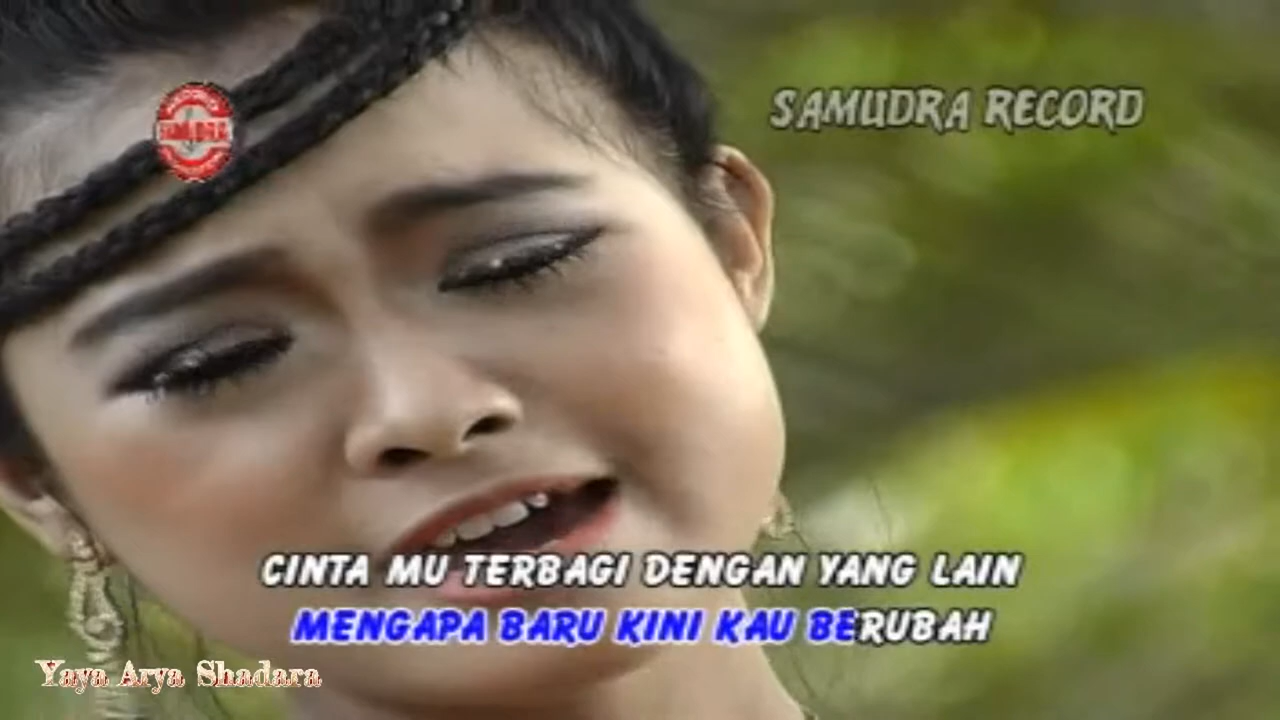 SAMUDRA RECORD
CINTA MU TERBAGI DENGAN YANG LAIN
MENGAPA BARU KINI KAU BERUBAH
Yaya Arya Shadara